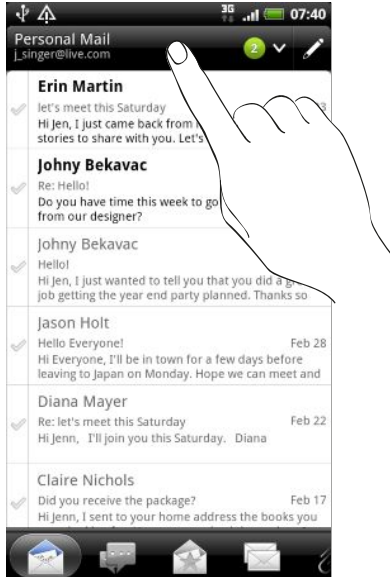 3G 07:40
Personal Mail
j_singer@live.com 2
Erin Martin
let's meet this Saturday
Hi Jen, I just came back from
stories to share with you. Let's
Johny Bekavac
Re: Hello!
Do you have time this week to go
from our designer?
Johny Bekavac
Hello!
Hi Jen, I just wanted to tell you that you did a
job getting the year end party planned. Thanks so
Jason Holt
Hello Everyone! Feb 28
Hi Everyone, I'll be in town for a few days before
leaving to Japan on Monday. Hope we can meet and
Diana Mayer
Re: let's meet this Saturday Feb 22
Hi Jenn, I'll join you this Saturday. Diana
Claire Nichols
Did you receive the package? Feb 17
Hi Jenn, I sent to your home address the books you